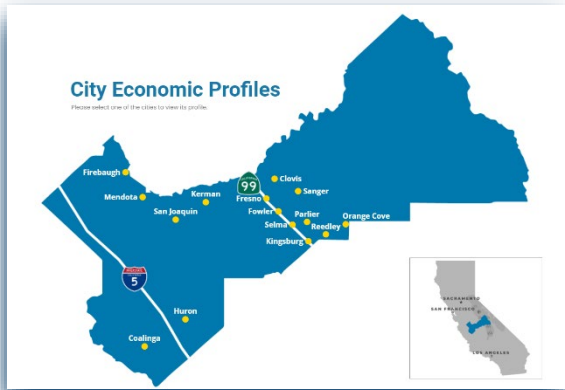 City Economic Profiles
Please select one of the cities to view its profile.
Firebaugh
Mendota
San Joaquin
Kerman
99
Clovis
Sanger
Fresno
Fowler
Parlier
Orange Cove
Selma
Reedley
Kingsburg
5
Huron
Coalinga
SACRAMENTO
SAN FRANCISCO
LOS ANGELES